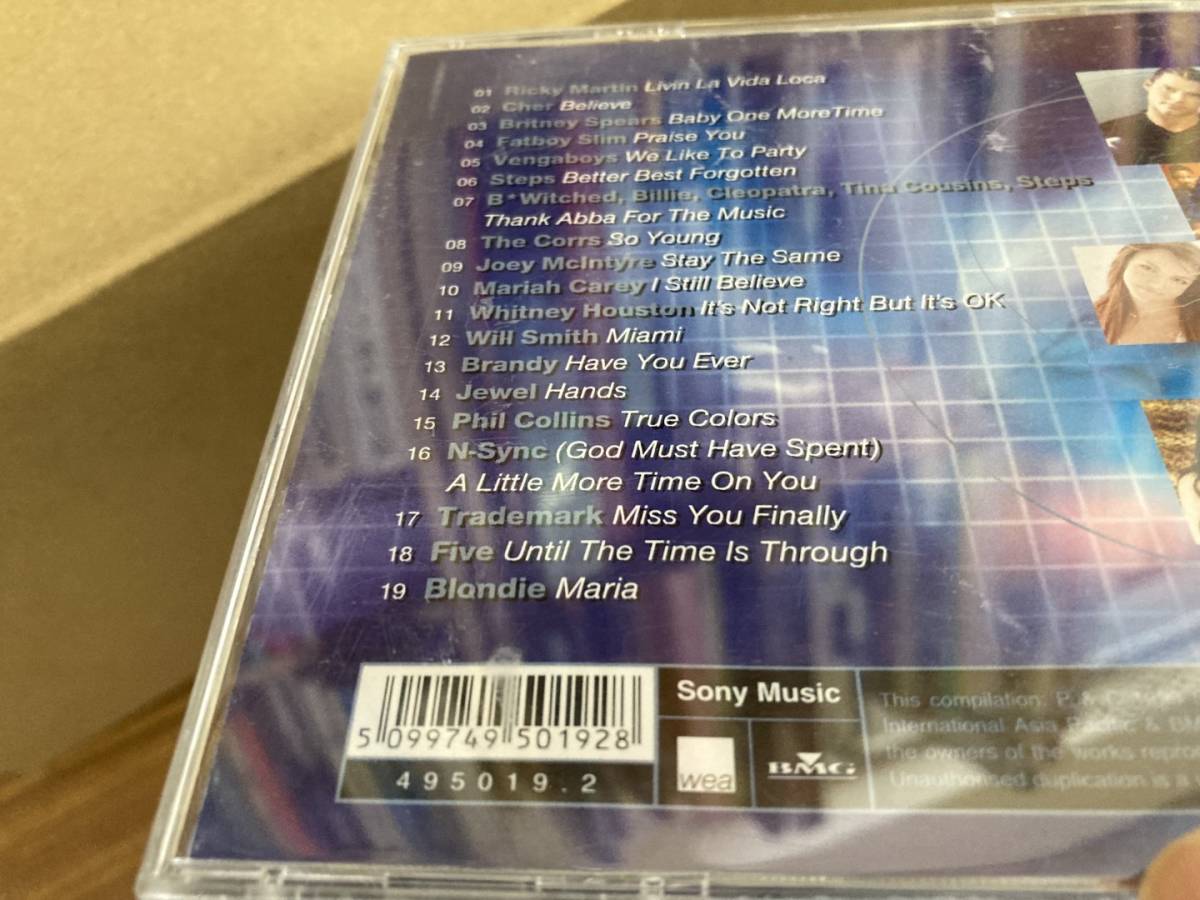 01 Ricky Martin Livin La Vida Loca
02 Cher Believe
03 Britney Spears Baby One MoreTime
04 Fatboy Slim Praise You
05 Vengaboys We Like To Party
06 Steps Better Best Forgotten
07 B*Witched, Billie, Cleopatra, Tina Cousins, Steps
Thank Abba For The Music
08 The Corrs So Young
09 Joey McIntyre Stay The Same
10 Mariah Carey I Still Believe
11 Whitney Houston It's Not Right But It's OK
12 Will Smith Miami
13 Brandy Have You Ever
14 Jewel Hands
15 Phil Collins True Colors
16 N-Sync (God Must Have Spent)
A Little More Time On You
17 Trademark Miss You Finally
18 Five Until The Time Is Through
19 Blondie Maria
5 099749 501928
495019.2
Sony Music
wea
BMG
This compilation: P
International Asia Pacific &
the owners of the works
Unauthorised duplication is a